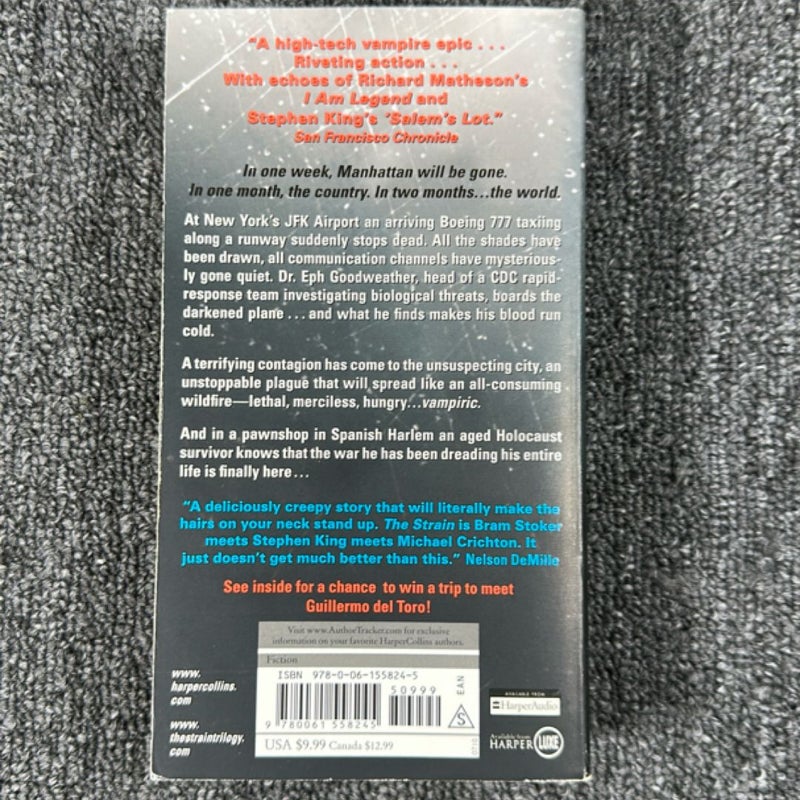 "A high-tech vampire epic . . .
Riveting action . . .
With echoes of Richard Matheson's
I Am Legend and
Stephen King's 'Salem's Lot."
San Francisco Chronicle
In one week, Manhattan will be gone.
In one month, the country. In two months...the world.
At New York's JFK Airport an arriving Boeing 777 taxiing
along a runway suddenly stops dead. All the shades have
been drawn, all communication channels have mysterious-
ly gone quiet. Dr. Eph Goodweather, head of a CDC rapid-
response team investigating biological threats, boards the
darkened plane . . . and what he finds makes his blood run
cold.
A terrifying contagion has come to the unsuspecting city, an
unstoppable plague that will spread like an all-consuming
wildfire—lethal, merciless, hungry...vampiric.
And in a pawnshop in Spanish Harlem an aged Holocaust
survivor knows that the war he has been dreading his entire
life is finally here . . .
"A deliciously creepy story that will literally make the
hairs on your neck stand up. The Strain is Bram Stoker
meets Stephen King meets Michael Crichton. It
just doesn't get much better than this." Nelson DeMille
See inside for a chance to win a trip to meet
Guillermo del Toro!
Visit www.AuthorTracker.com for exclusive
information on your favorite HarperCollins authors.
Fiction
ISBN 978-0-06-155824-5
50999
EAN
9 780061 558245
S
USA $9.99 Canada $12.99
0710
www.
harpercollins.
com
www.
thestraintrilogy.
com
AVAILABLE FROM
HarperAudio
Available from
HARPER LUXE